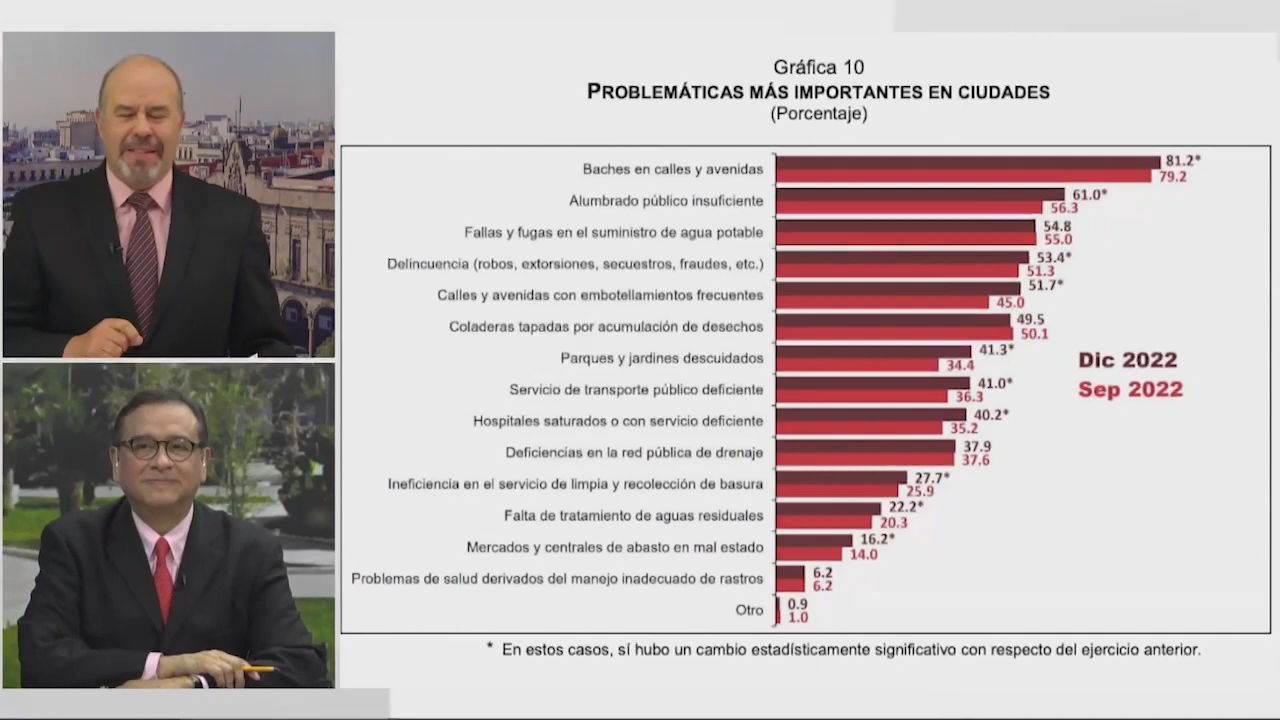 Gráfica 10
PROBLEMÁTICAS MÁS IMPORTANTES EN CIUDADES
(Porcentaje)
Baches en calles y avenidas 81.2* 79.2
Alumbrado público insuficiente 61.0* 56.3
Fallas y fugas en el suministro de agua potable 54.8 55.0
Delincuencia (robos, extorsiones, secuestros, fraudes, etc.) 53.4* 51.3
Calles y avenidas con embotellamientos frecuentes 51.7* 45.0
Coladeras tapadas por acumulación de desechos 49.5 50.1
Parques y jardines descuidados 41.3* 34.4
Dic 2022
Servicio de transporte público deficiente 41.0* 36.3
Sep 2022
Hospitales saturados o con servicio deficiente 40.2* 35.2
Deficiencias en la red pública de drenaje 37.9 37.6
Ineficiencia en el servicio de limpia y recolección de basura 27.7* 25.9
Falta de tratamiento de aguas residuales 22.2* 20.3
Mercados y centrales de abasto en mal estado 16.2* 14.0
Problemas de salud derivados del manejo inadecuado de rastros 6.2 6.2
Otro 0.9 1.0
* En estos casos, sí hubo un cambio estadísticamente significativo con respecto del ejercicio anterior.